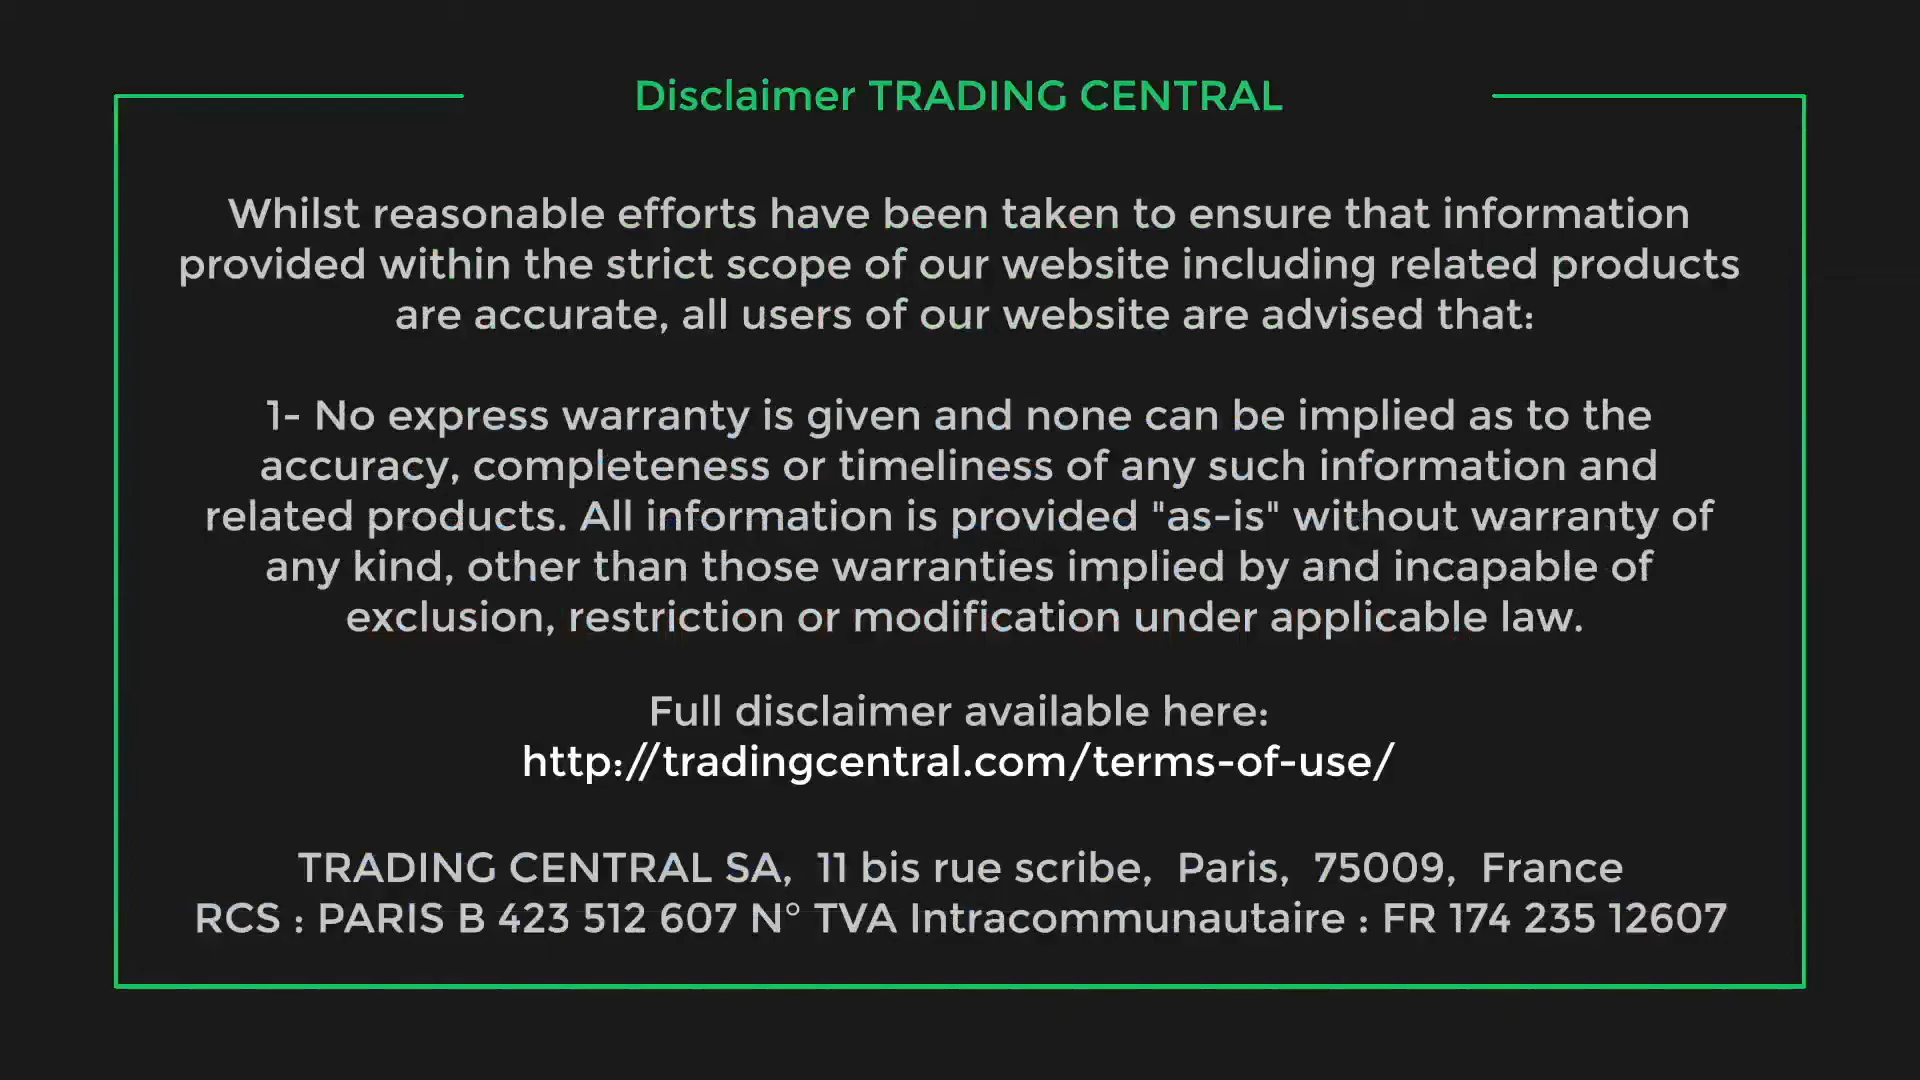 Disclaimer TRADING CENTRAL
Whilst reasonable efforts have been taken to ensure that information
provided within the strict scope of our website including related products
are accurate, all users of our website are advised that:
1- No express warranty is given and none can be implied as to the
accuracy, completeness or timeliness of any such information and
related products. All information is provided "as-is" without warranty of
any kind, other than those warranties implied by and incapable of
exclusion, restriction or modification under applicable law.
Full disclaimer available here:
http://tradingcentral.com/terms-of-use/
TRADING CENTRAL SA, 11 bis rue scribe, Paris, 75009, France
RCS : PARIS B 423 512 607 N° TVA Intracommunautaire : FR 174 235 12607